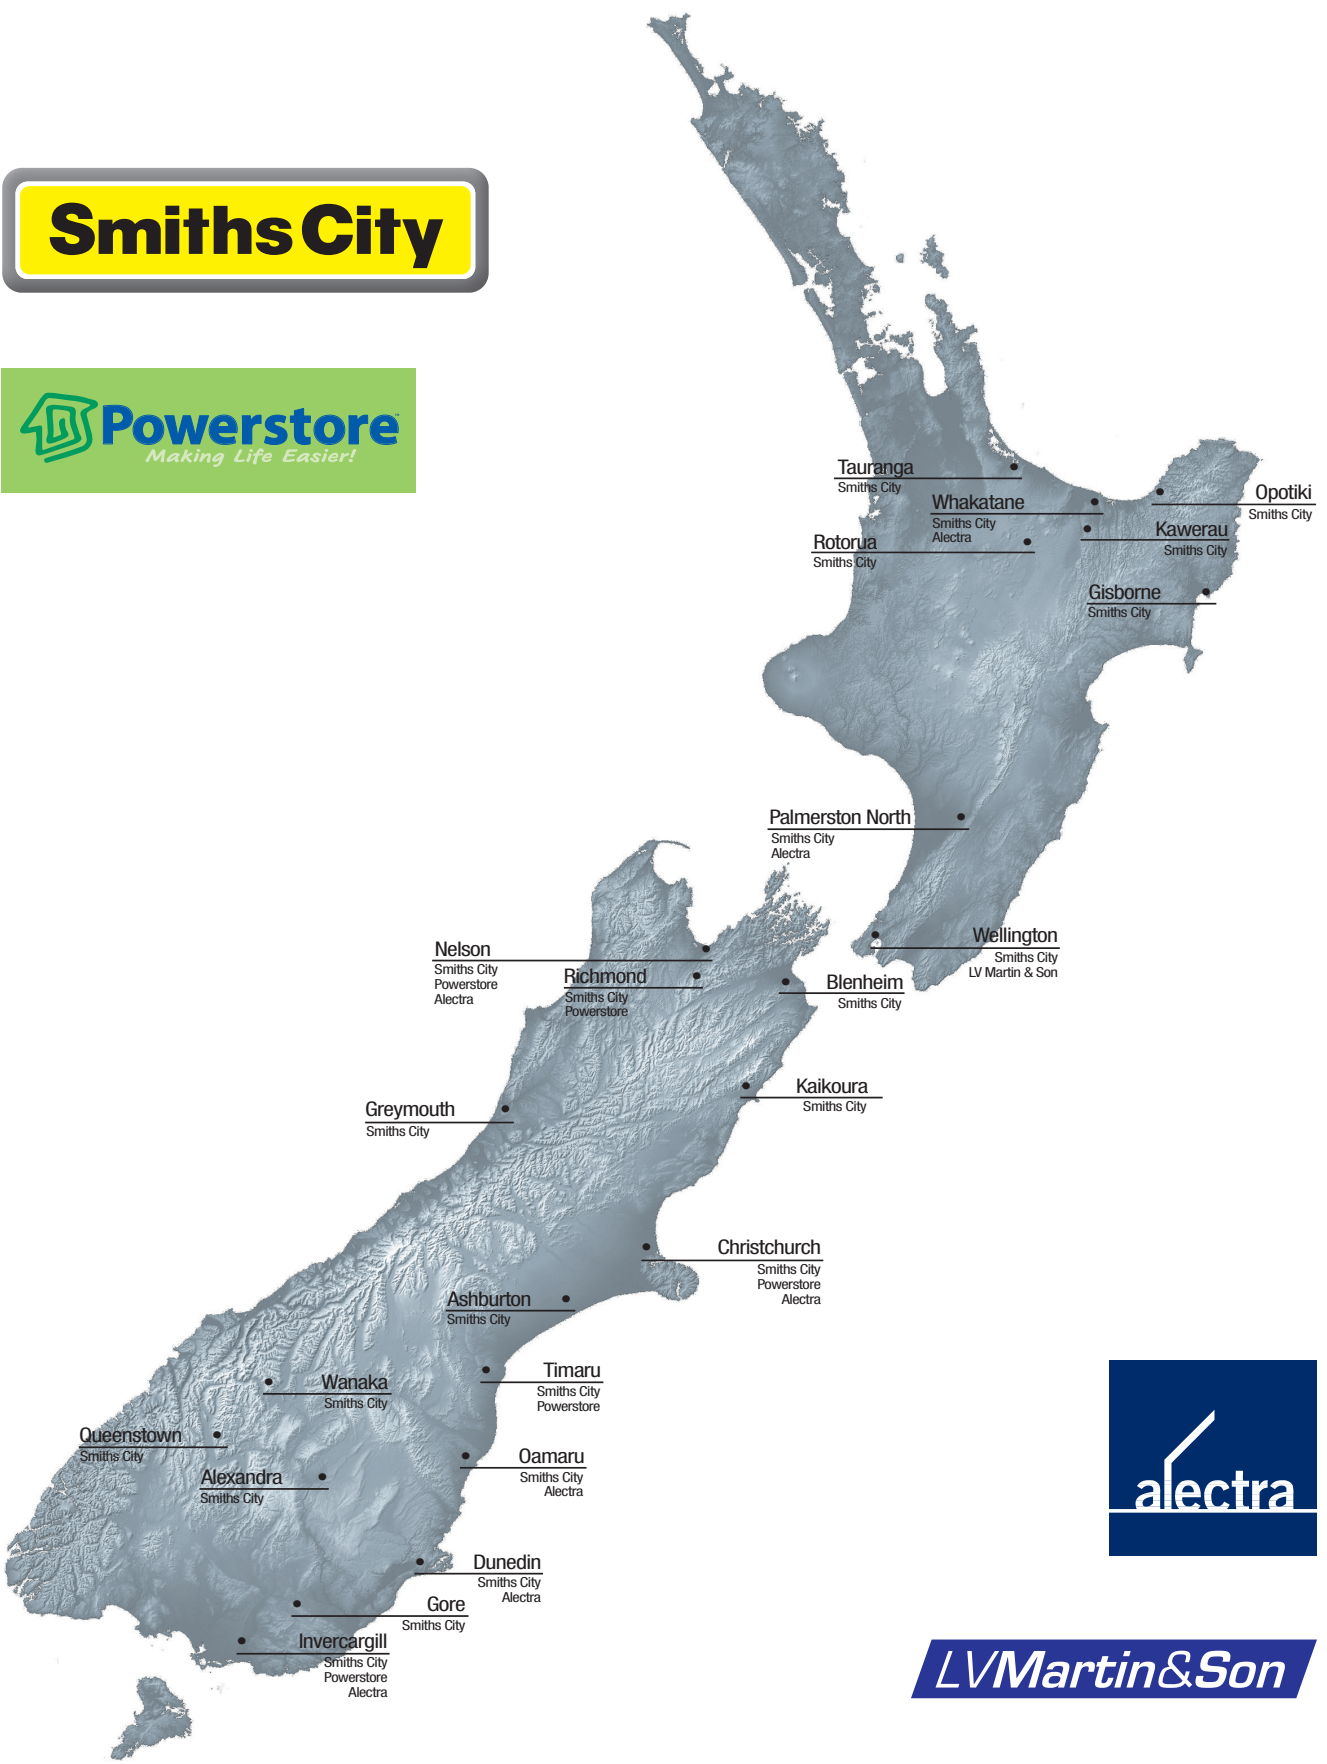 Smiths City
Powerstore™
Making Life Easier!
Tauranga
Smiths City
Whakatane
Smiths City
Alectra
Opotiki
Smiths City
Kawerau
Smiths City
Rotorua
Smiths City
Gisborne
Smiths City
Palmerston North
Smiths City
Alectra
Wellington
Smiths City
LV Martin & Son
Nelson
Smiths City
Powerstore
Alectra
Richmond
Smiths City
Powerstore
Blenheim
Smiths City
Kaikoura
Smiths City
Greymouth
Smiths City
Christchurch
Smiths City
Powerstore
Alectra
Ashburton
Smiths City
Timaru
Smiths City
Powerstore
Wanaka
Smiths City
Queenstown
Smiths City
Oamaru
Smiths City
Alectra
Alexandra
Smiths City
Dunedin
Smiths City
Alectra
Gore
Smiths City
Invercargill
Smiths City
Powerstore
Alectra
alectra
LVMartin&Son